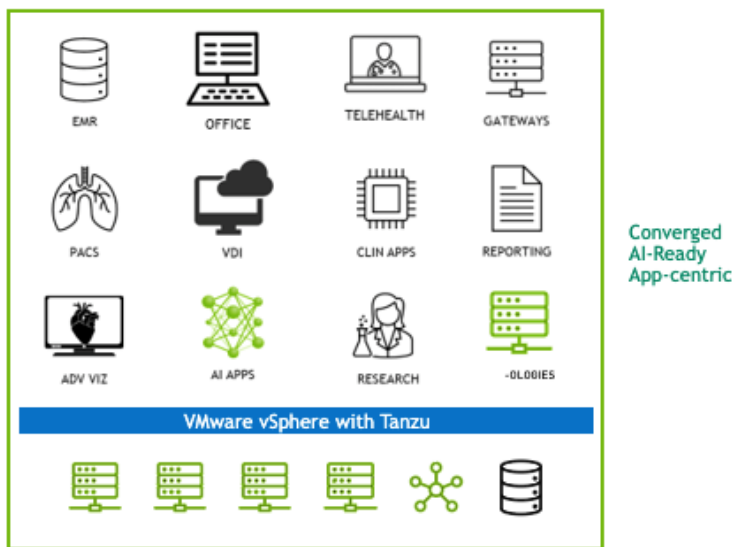 EMR
OFFICE
TELEHEALTH
GATEWAYS
PACS
VDI
CLIN APPS
REPORTING
Converged
AI-Ready
App-centric
ADV VIZ
AI APPS
RESEARCH
-OLOGIES
VMware vSphere with Tanzu